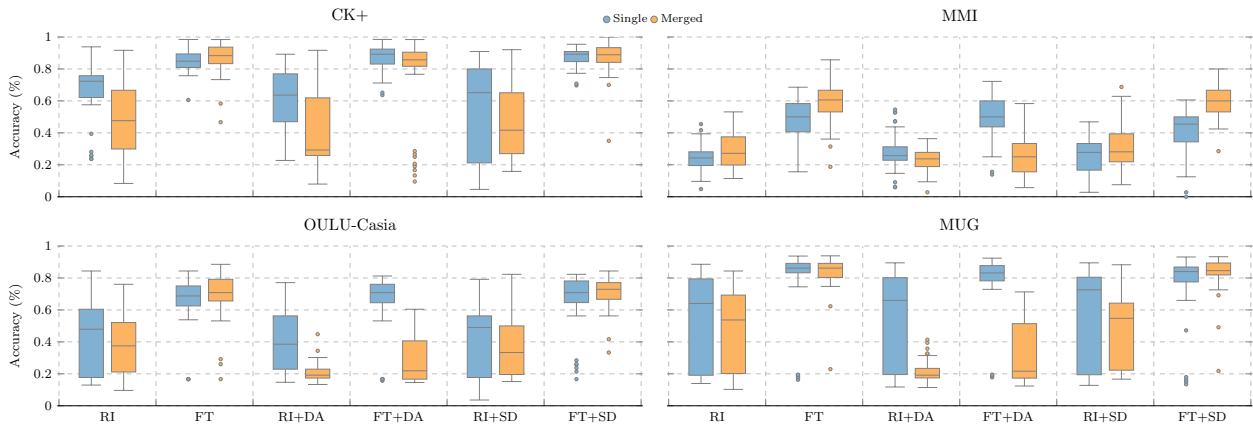 CK+
Single Merged
MMI
Accuracy (%)
1
0.8
0.6
0.4
0.2
0
OULU-Casia
MUG
Accuracy (%)
1
0.8
0.6
0.4
0.2
0
RI FT RI+DA FT+DA RI+SD FT+SD
RI FT RI+DA FT+DA RI+SD FT+SD